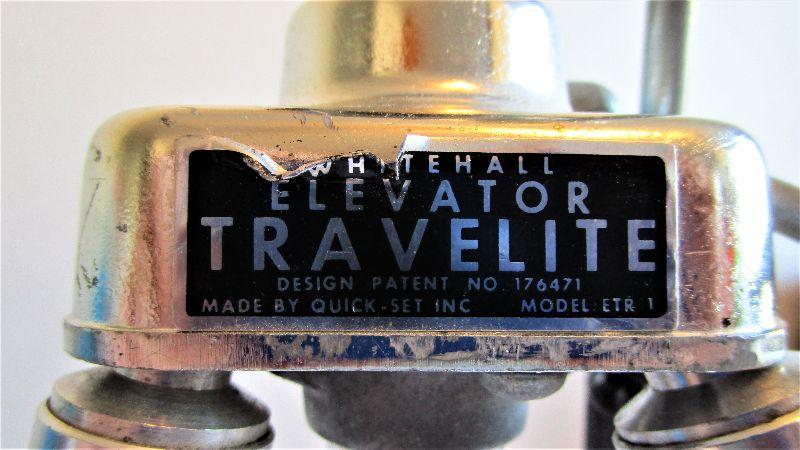 WHITEHALL
ELEVATOR
TRAVELITE
DESIGN PATENT NO. 176471
MADE BY QUICK-SET INC MODEL ETR 1